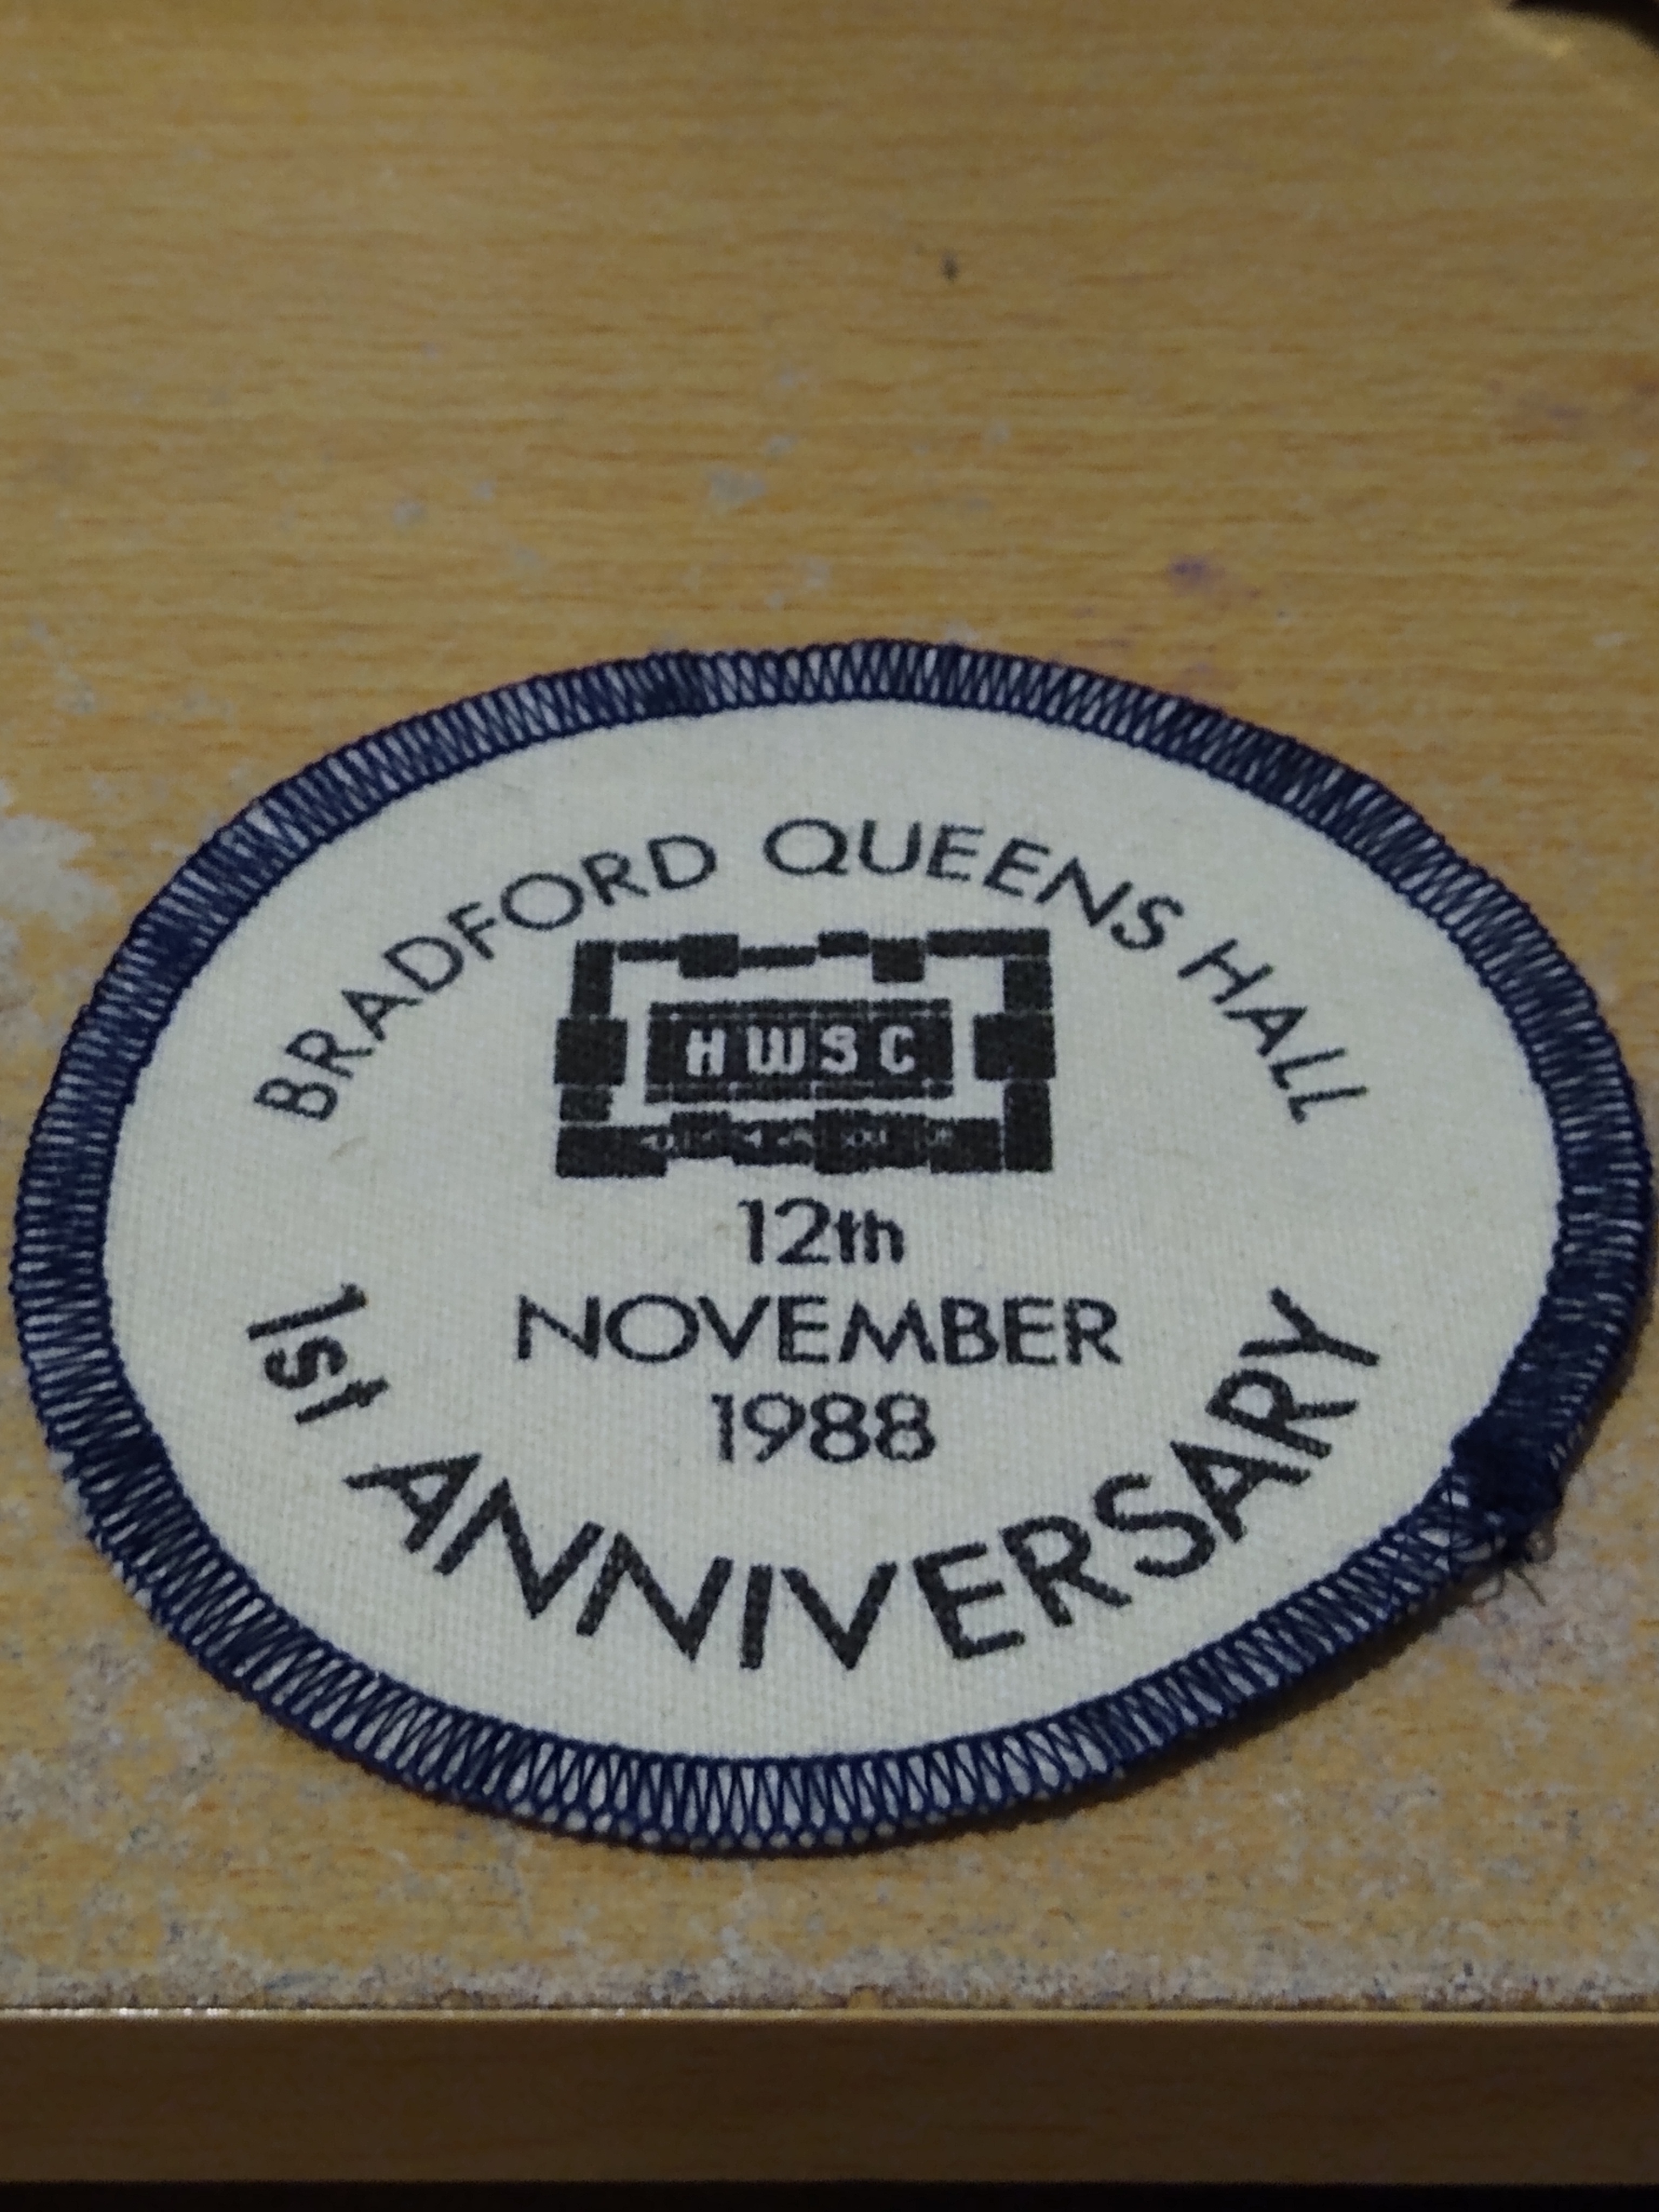 BRADFORD QUEENS HALL
HWSC
12th
NOVEMBER
1988
1st ANNIVERSARY